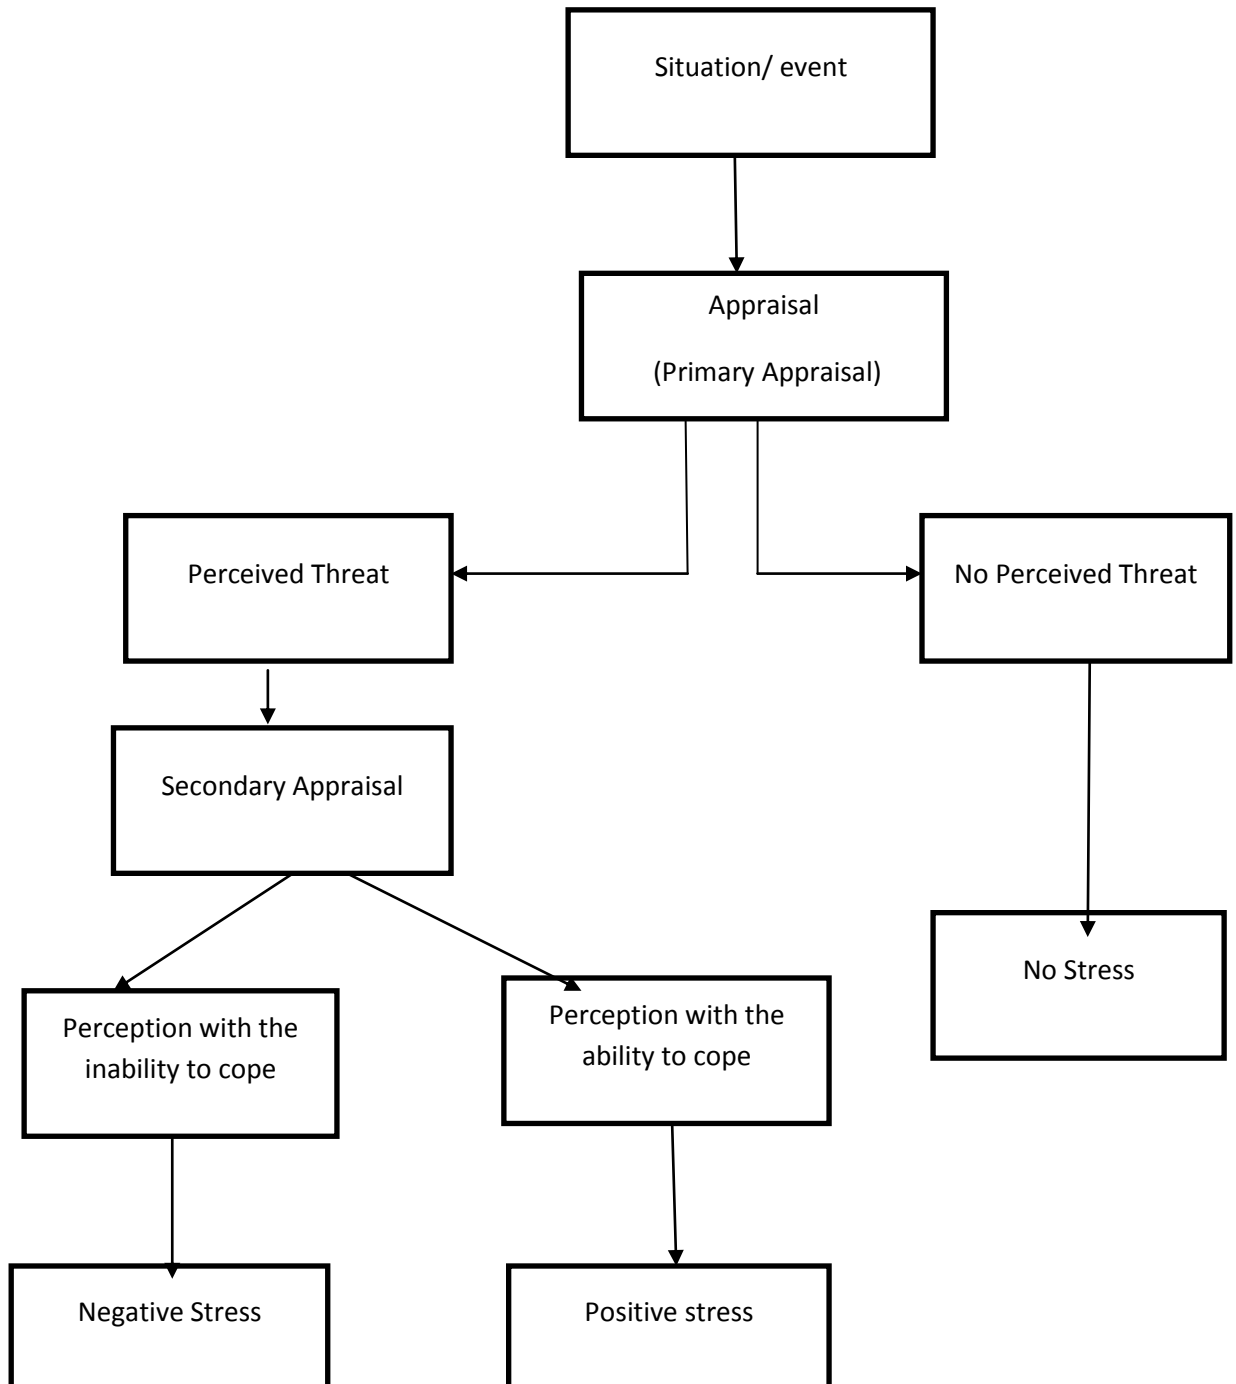 Situation/ event
Appraisal
(Primary Appraisal)
Perceived Threat
No Perceived Threat
Secondary Appraisal
No Stress
Perception with the
inability to cope
Perception with the
ability to cope
Negative Stress
Positive stress